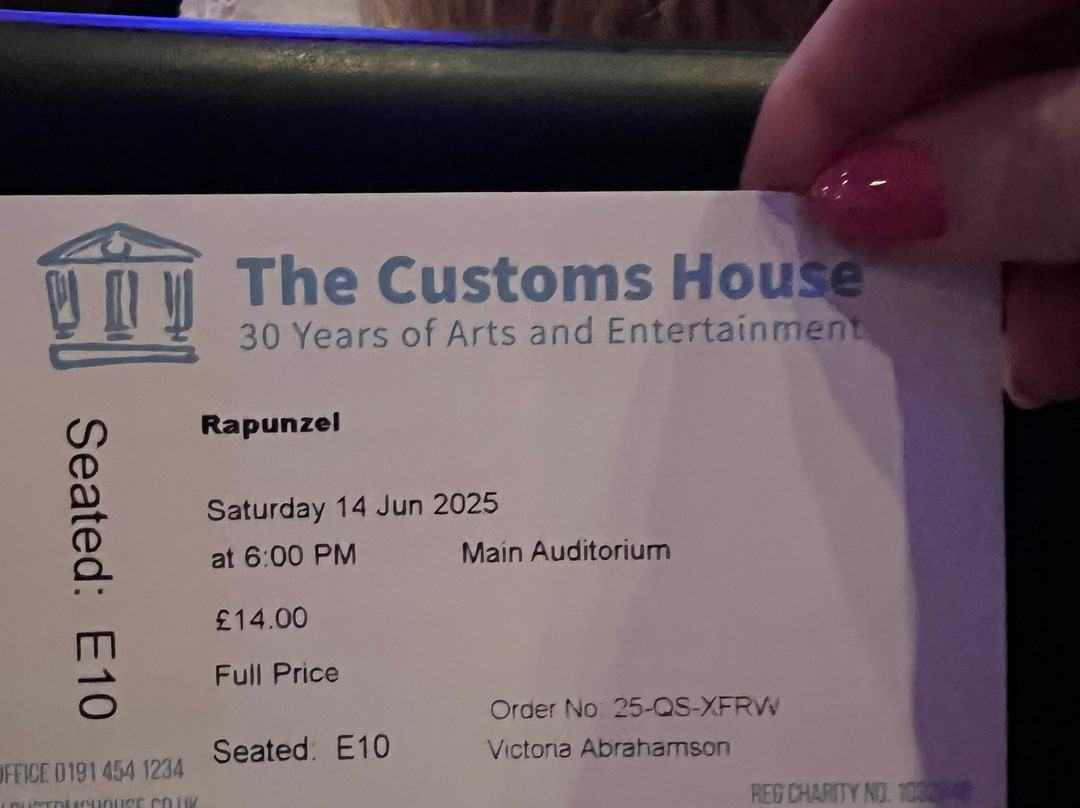 The Customs House
30 Years of Arts and Entertainment
Rapunzel
Saturday 14 Jun 2025
at 6:00 PM Main Auditorium
£14.00
Full Price
Order No: 25-QS-XFRW
Seated: E10 Victoria Abrahamson
Seated: E10
OFFICE 0191 454 1234
REG CHARITY NO.